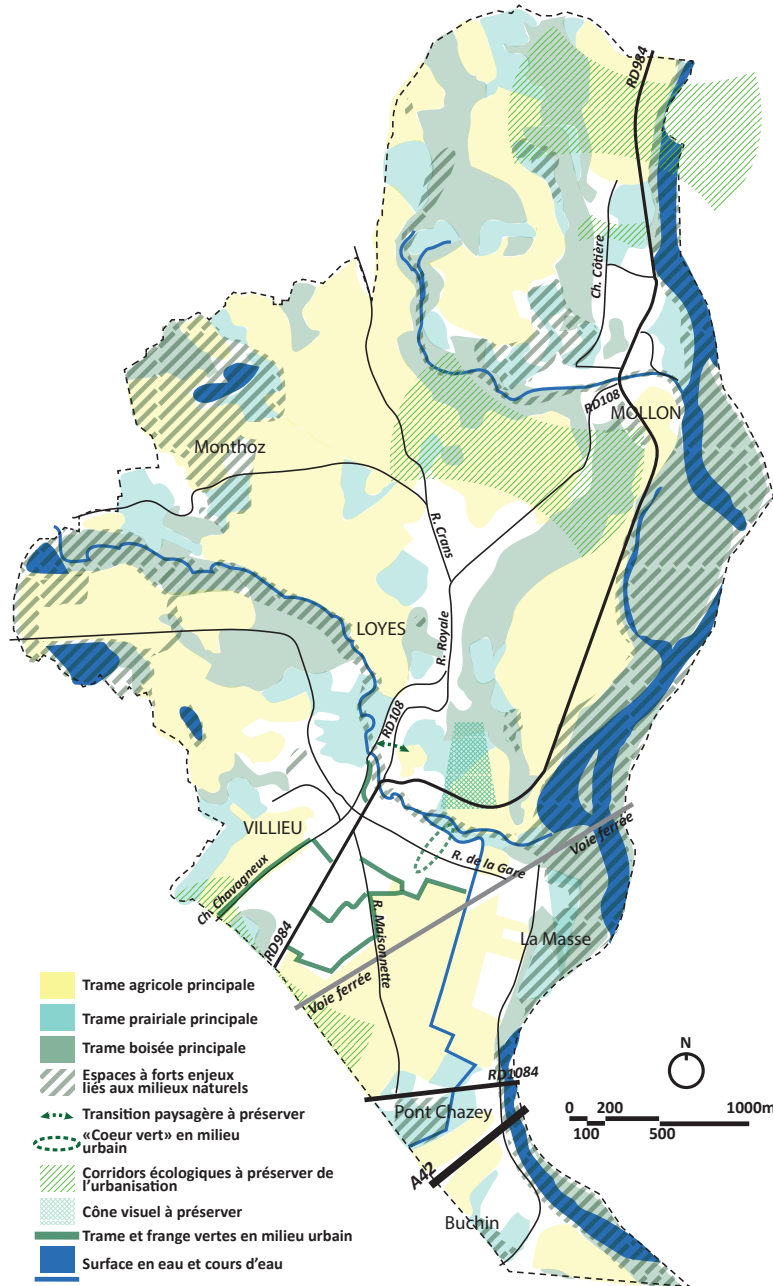 RD984
Ch. Côtière
RD108
MOLLON
Monthoz
R. Crans
LOYES
R. Royale
RD108
VILLIEU
Voie ferrée
R. de la Gare
Ch. Chavagneux
RD984
R. Maisonnette
La Masse
Voie ferrée
RD1084
Pont Chazey
A42
Buchin
N
0 200 1000m
100 500
Trame agricole principale
Trame prairiale principale
Trame boisée principale
Espaces à forts enjeux
liés aux milieux naturels
Transition paysagère à préserver
«Coeur vert» en milieu
urbain
Corridors écologiques à préserver de
l'urbanisation
Cône visuel à préserver
Trame et frange vertes en milieu urbain
Surface en eau et cours d'eau